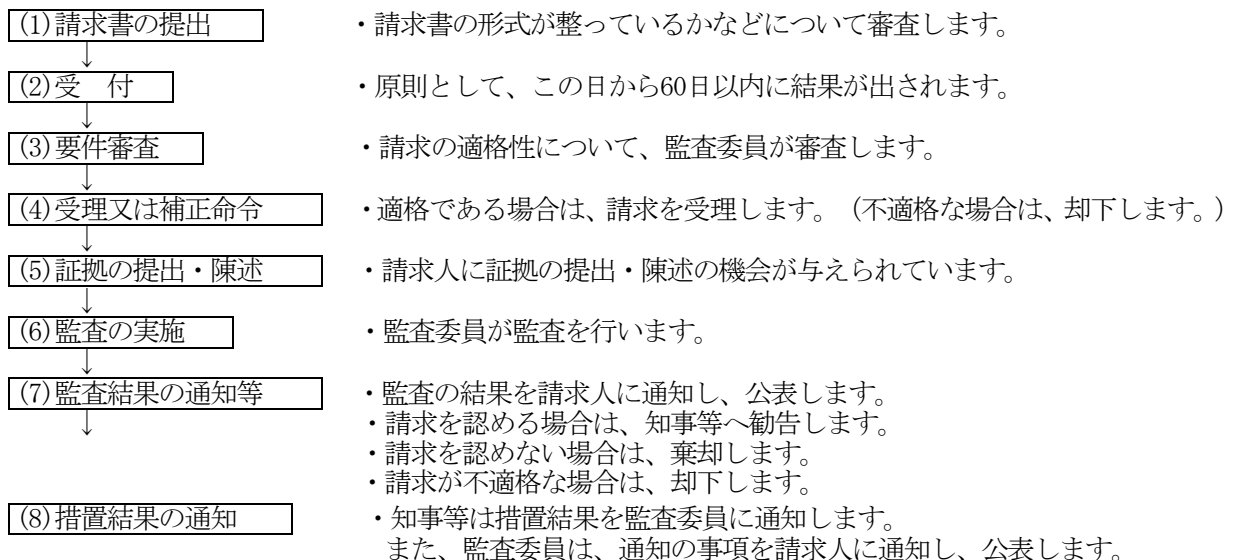 (1)請求書の提出 ・請求書の形式が整っているかなどについて審査します。
↓
(2)受　付 ・原則として、この日から60日以内に結果が出されます。
↓
(3)要件審査 ・請求の適格性について、監査委員が審査します。
↓
(4)受理又は補正命令 ・適格である場合は、請求を受理します。（不適格な場合は、却下します。）
↓
(5)証拠の提出・陳述 ・請求人に証拠の提出・陳述の機会が与えられています。
↓
(6)監査の実施 ・監査委員が監査を行います。
↓
(7)監査結果の通知等 ・監査の結果を請求人に通知し、公表します。
↓ ・請求を認める場合は、知事等へ勧告します。
・請求を認めない場合は、棄却します。
・請求が不適格な場合は、却下します。
(8)措置結果の通知 ・知事等は措置結果を監査委員に通知します。
また、監査委員は、通知の事項を請求人に通知し、公表します。